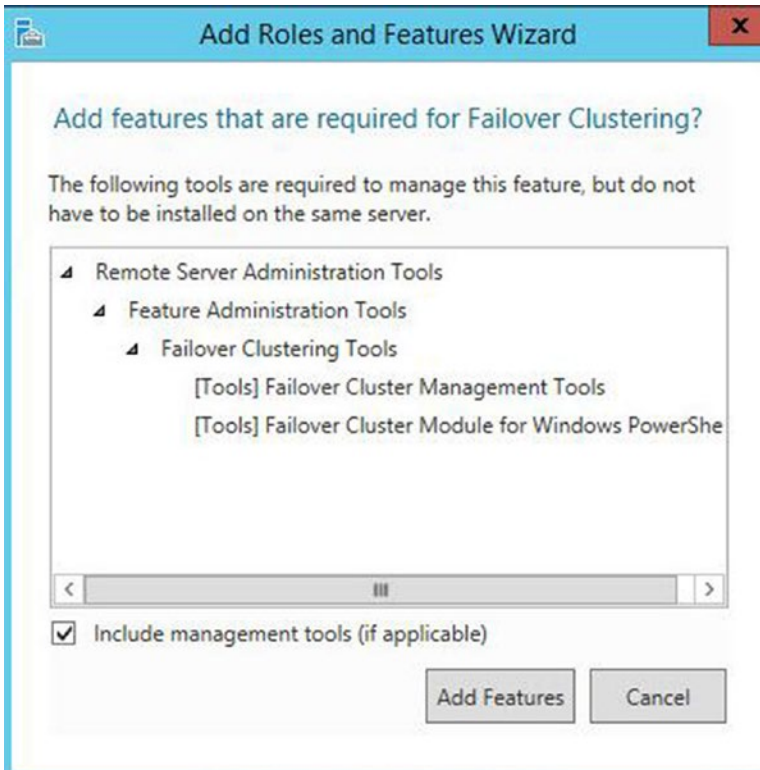 Add Roles and Features Wizard
x
Add features that are required for Failover Clustering?
The following tools are required to manage this feature, but do not
have to be installed on the same server.
Remote Server Administration Tools
Feature Administration Tools
Failover Clustering Tools
[Tools] Failover Cluster Management Tools
[Tools] Failover Cluster Module for Windows PowerShe
Include management tools (if applicable)
Add Features
Cancel